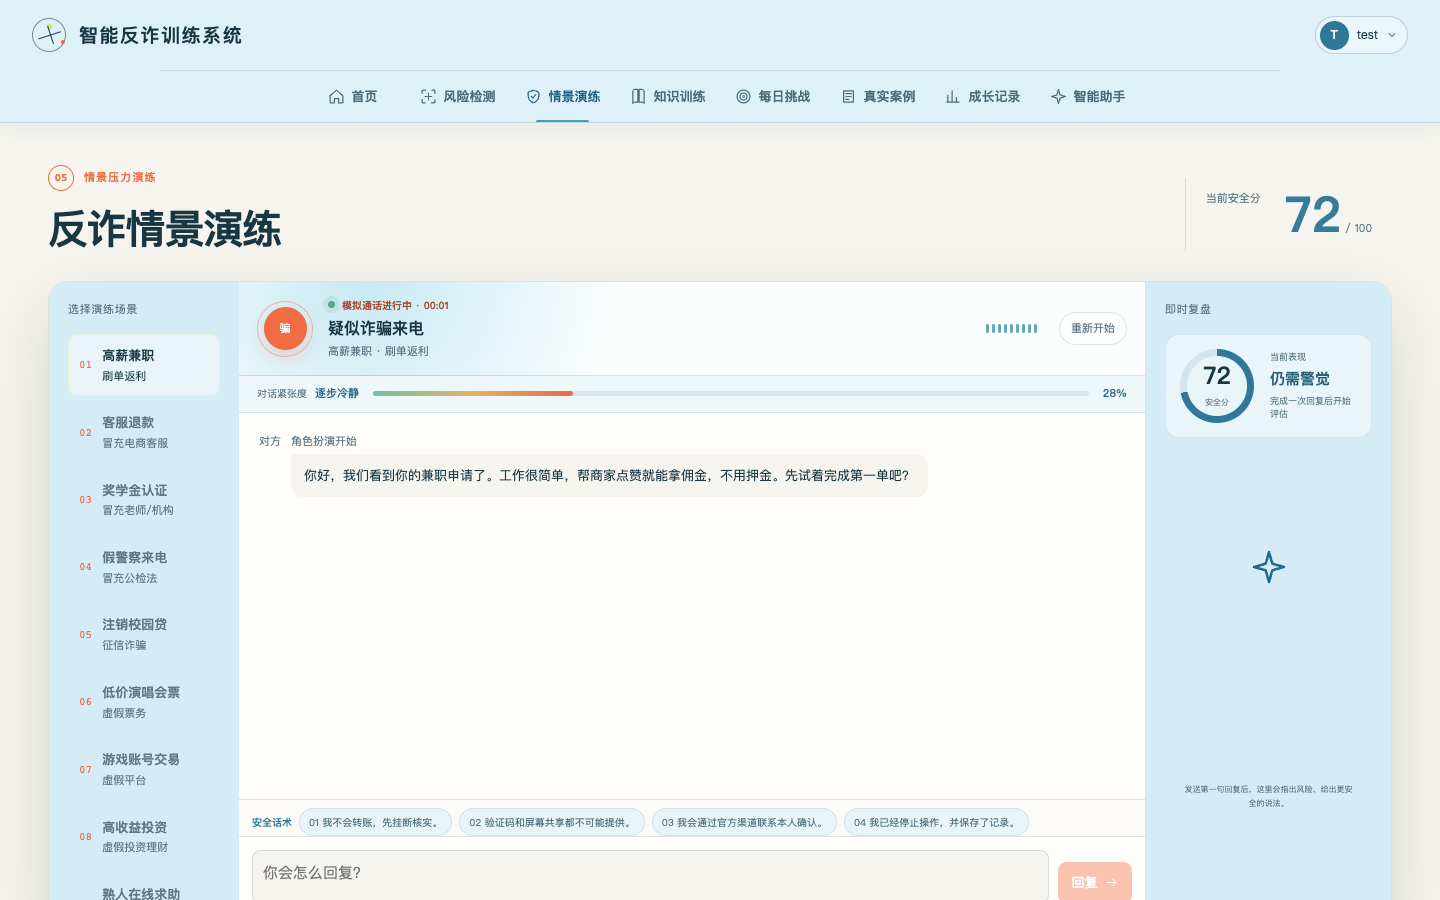 智能反诈训练系统
T test
首页 风险检测 情景演练 知识训练 每日挑战 真实案例 成长记录 智能助手
05 情景压力演练
反诈情景演练
当前安全分 72 / 100
选择演练场景
01 高薪兼职
刷单返利
02 客服退款
冒充电商客服
03 奖学金认证
冒充老师/机构
04 假警察来电
冒充公检法
05 注销校园贷
征信诈骗
06 低价演唱会票
虚假票务
07 游戏账号交易
虚假平台
08 高收益投资
虚假投资理财
熟人在线求助
骗
模拟通话进行中 · 00:01
疑似诈骗来电
高薪兼职 · 刷单返利
重新开始
对话紧张度 逐步冷静 28%
对方 角色扮演开始
你好，我们看到你的兼职申请了。工作很简单，帮商家点赞就能拿佣金，不用押金。先试着完成第一单吧？
安全话术 01 我不会转账，先挂断核实。 02 验证码和屏幕共享都不可能提供。 03 我会通过官方渠道联系本人确认。 04 我已经停止操作，并保存了记录。
你会怎么回复？
回复 →
即时复盘
72
安全分
当前表现
仍需警觉
完成一次回复后开始
评估
发送第一句回复后，这里会指出风险、给出更安
全的说法。